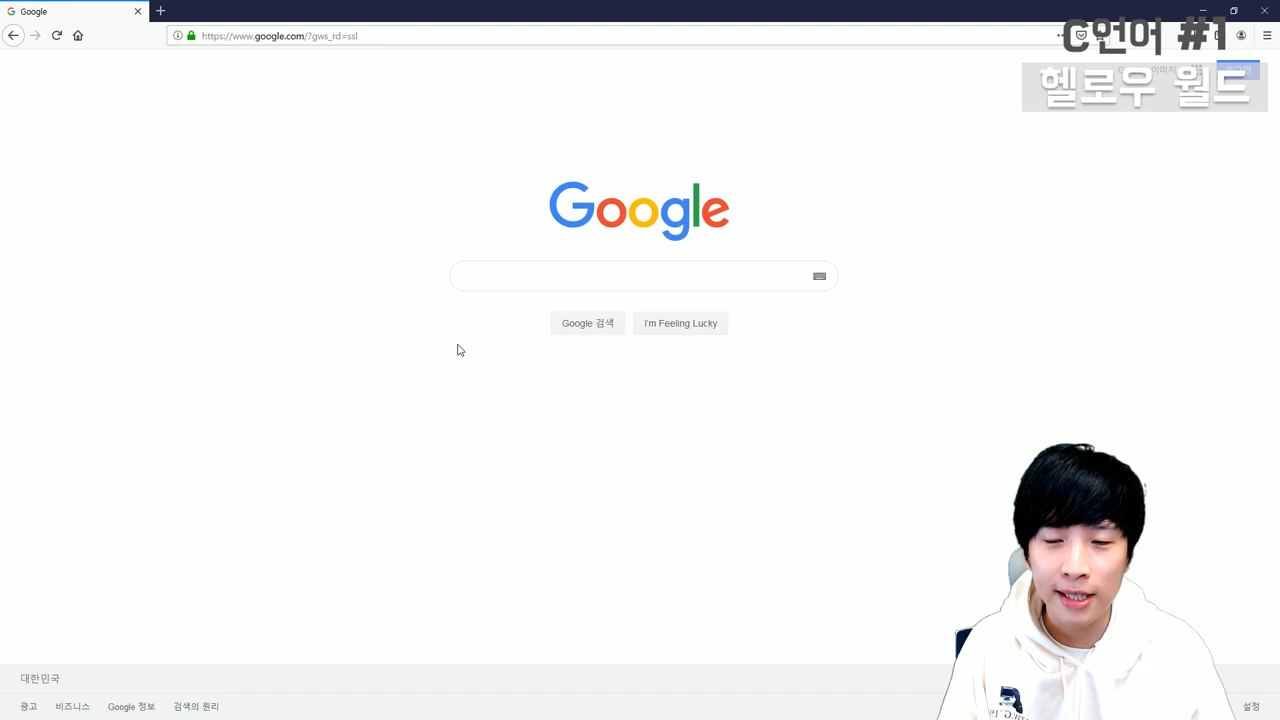 Google
https://www.google.com/?gws_rd=ssl
C언어 #1
헬로우 월드
Google
Google 검색
I'm Feeling Lucky
대한민국
광고
비즈니스
Google 정보
검색의 원리
설정